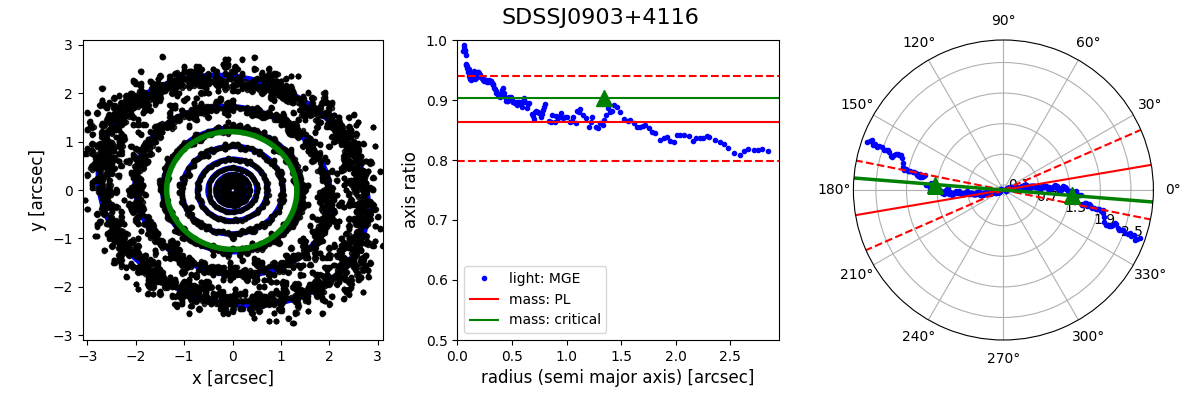 SDSSJ0903+4116
3
2
1
0
−1
−2
−3
y [arcsec]
−3 −2 −1 0 1 2 3
x [arcsec]
1.0
0.9
0.8
0.7
0.6
0.5
axis ratio
light: MGE
mass: PL
mass: critical
0.0 0.5 1.0 1.5 2.0 2.5
radius (semi major axis) [arcsec]
90°
120° 60°
150° 30°
180° 0°
210° 330°
240° 300°
270°
0.7
1.3
1.9
2.5